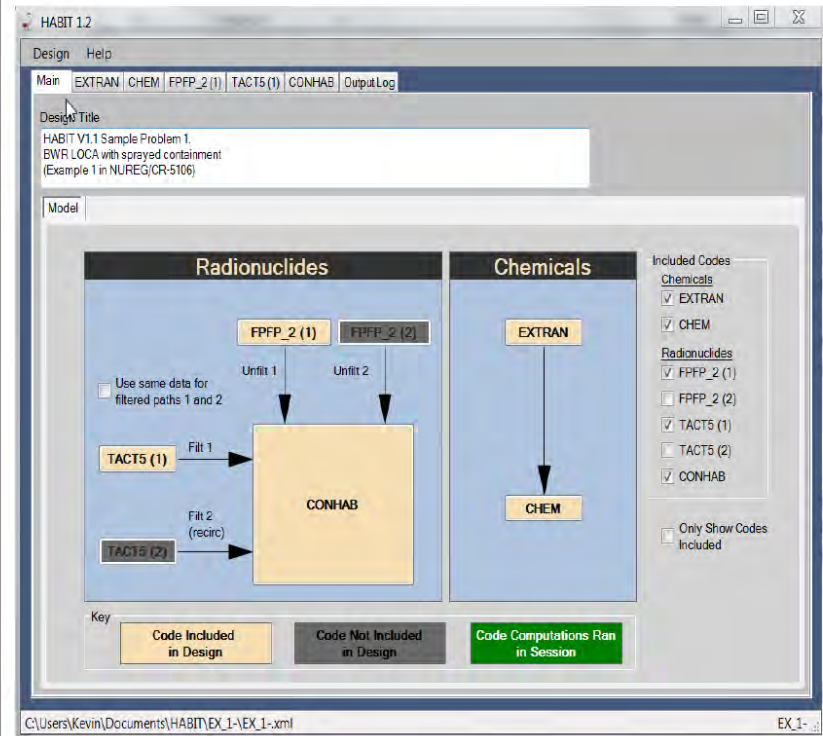 HABIT 1.2
Design Help
Main EXTRAN CHEM FPFP_2 (1) TACT5 (1) CONHAB Output Log
Design Title
HABIT V1.1 Sample Problem 1.
BWR LOCA with sprayed containment
(Example 1 in NUREG/CR-5106)
Model
Radionuclides
FPFP_2 (1) FPFP_2 (2)
Unfilt 1 Unfilt 2
Use same data for
filtered paths 1 and 2
TACT5 (1)
Filt 1
CONHAB
Filt 2
(recirc)
TACT5 (2)
Chemicals
EXTRAN
CHEM
Included Codes
Chemicals
EXTRAN
CHEM
Radionuclides
FPFP_2 (1)
FPFP_2 (2)
TACT5 (1)
TACT5 (2)
CONHAB
Only Show Codes
Included
Key
Code Included
in Design
Code Not Included
in Design
Code Computations Ran
in Session
C:\Users\Kevin\Documents\HABIT\EX_1-\EX_1-.xml EX_1-